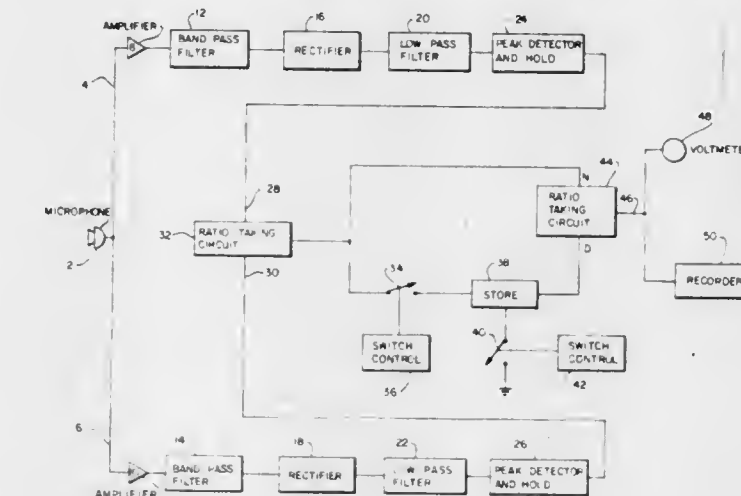 AMPLIFIER
8
12
BAND PASS
FILTER
16
RECTIFIER
20
LOW PASS
FILTER
24
PEAK DETECTOR
AND HOLD
4
48
VOLTMETE
28
N
44
RATIO
TAKING
CIRCUIT
46
MICROPHONE
2
32
RATIO TAKING
CIRCUIT
30
D
50
RECORDER
34
38
STORE
40
SWITCH
CONTROL
36
SWITCH
CONTROL
42
6
14
BAND PASS
FILTER
18
RECTIFIER
22
LOW PASS
FILTER
26
PEAK DETECTOR
AND HOLD
AMPLIFIER